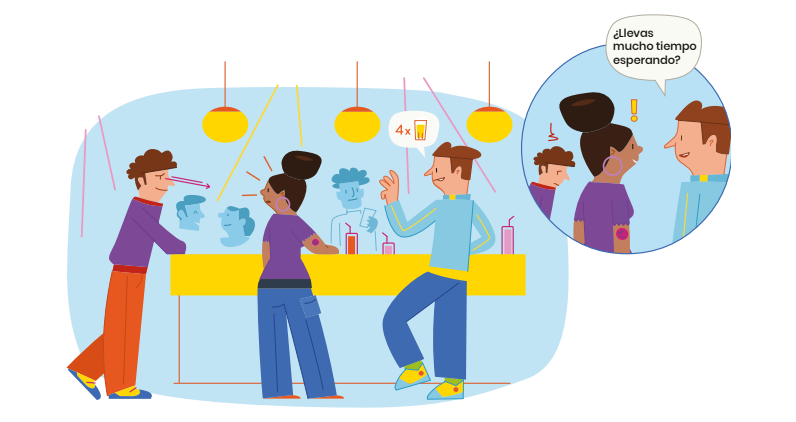 ¿Llevas
mucho tiempo
esperando?
4x
!